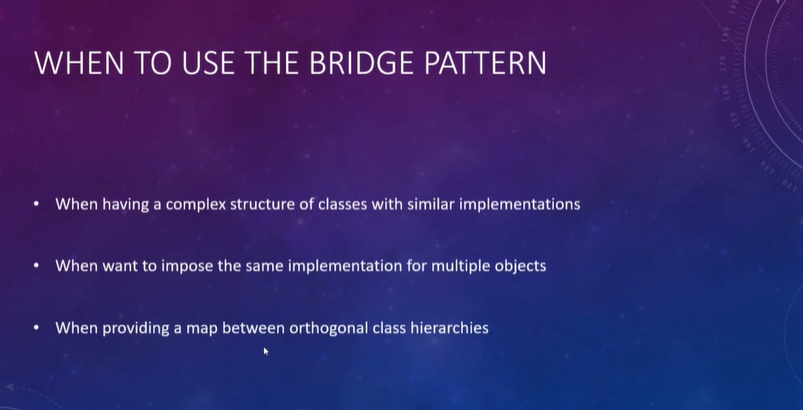 WHEN TO USE THE BRIDGE PATTERN
• When having a complex structure of classes with similar implementations
• When want to impose the same implementation for multiple objects
• When providing a map between orthogonal class hierarchies